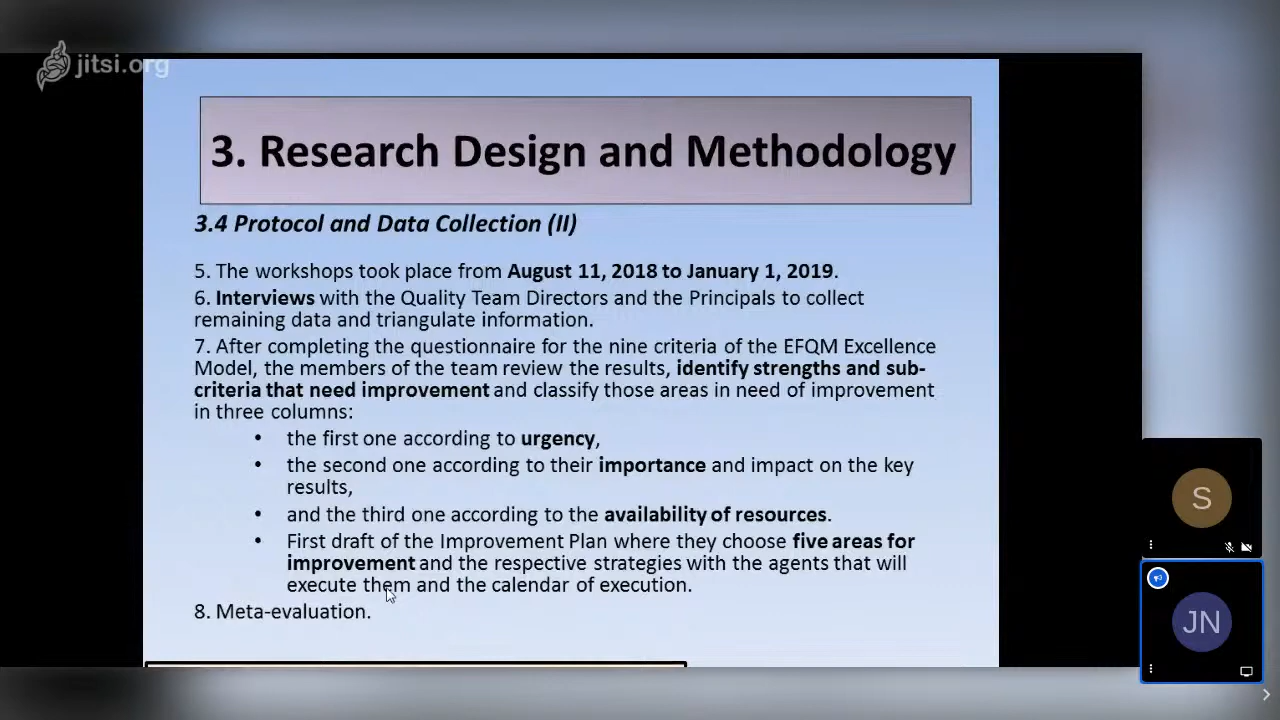 jitsi.org
3. Research Design and Methodology
3.4 Protocol and Data Collection (II)
5. The workshops took place from August 11, 2018 to January 1, 2019.
6. Interviews with the Quality Team Directors and the Principals to collect
remaining data and triangulate information.
7. After completing the questionnaire for the nine criteria of the EFQM Excellence
Model, the members of the team review the results, identify strengths and sub-
criteria that need improvement and classify those areas in need of improvement
in three columns:
• the first one according to urgency,
• the second one according to their importance and impact on the key
results,
• and the third one according to the availability of resources.
• First draft of the Improvement Plan where they choose five areas for
improvement and the respective strategies with the agents that will
execute them and the calendar of execution.
8. Meta-evaluation.
S
JN